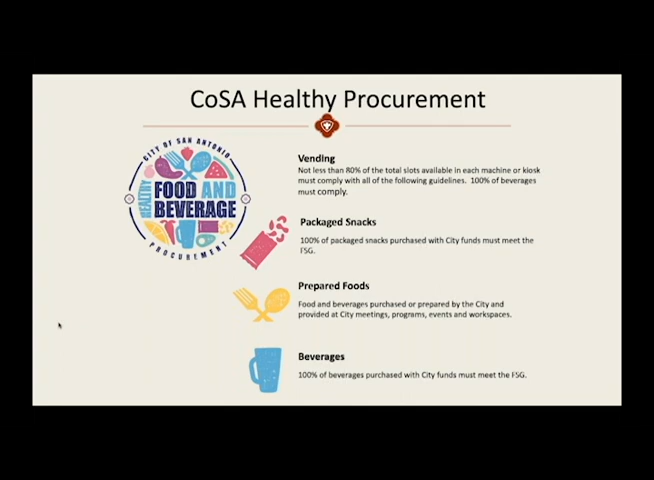 CoSA Healthy Procurement
CITY OF SAN ANTONIO
HEALTHY
FOOD AND
BEVERAGE
PROCUREMENT
Vending
Not less than 80% of the total slots available in each machine or kiosk
must comply with all of the following guidelines. 100% of beverages
must comply.
Packaged Snacks
100% of packaged snacks purchased with City funds must meet the
FSG.
Prepared Foods
Food and beverages purchased or prepared by the City and
provided at City meetings, programs, events and workspaces.
Beverages
100% of beverages purchased with City funds must meet the FSG.